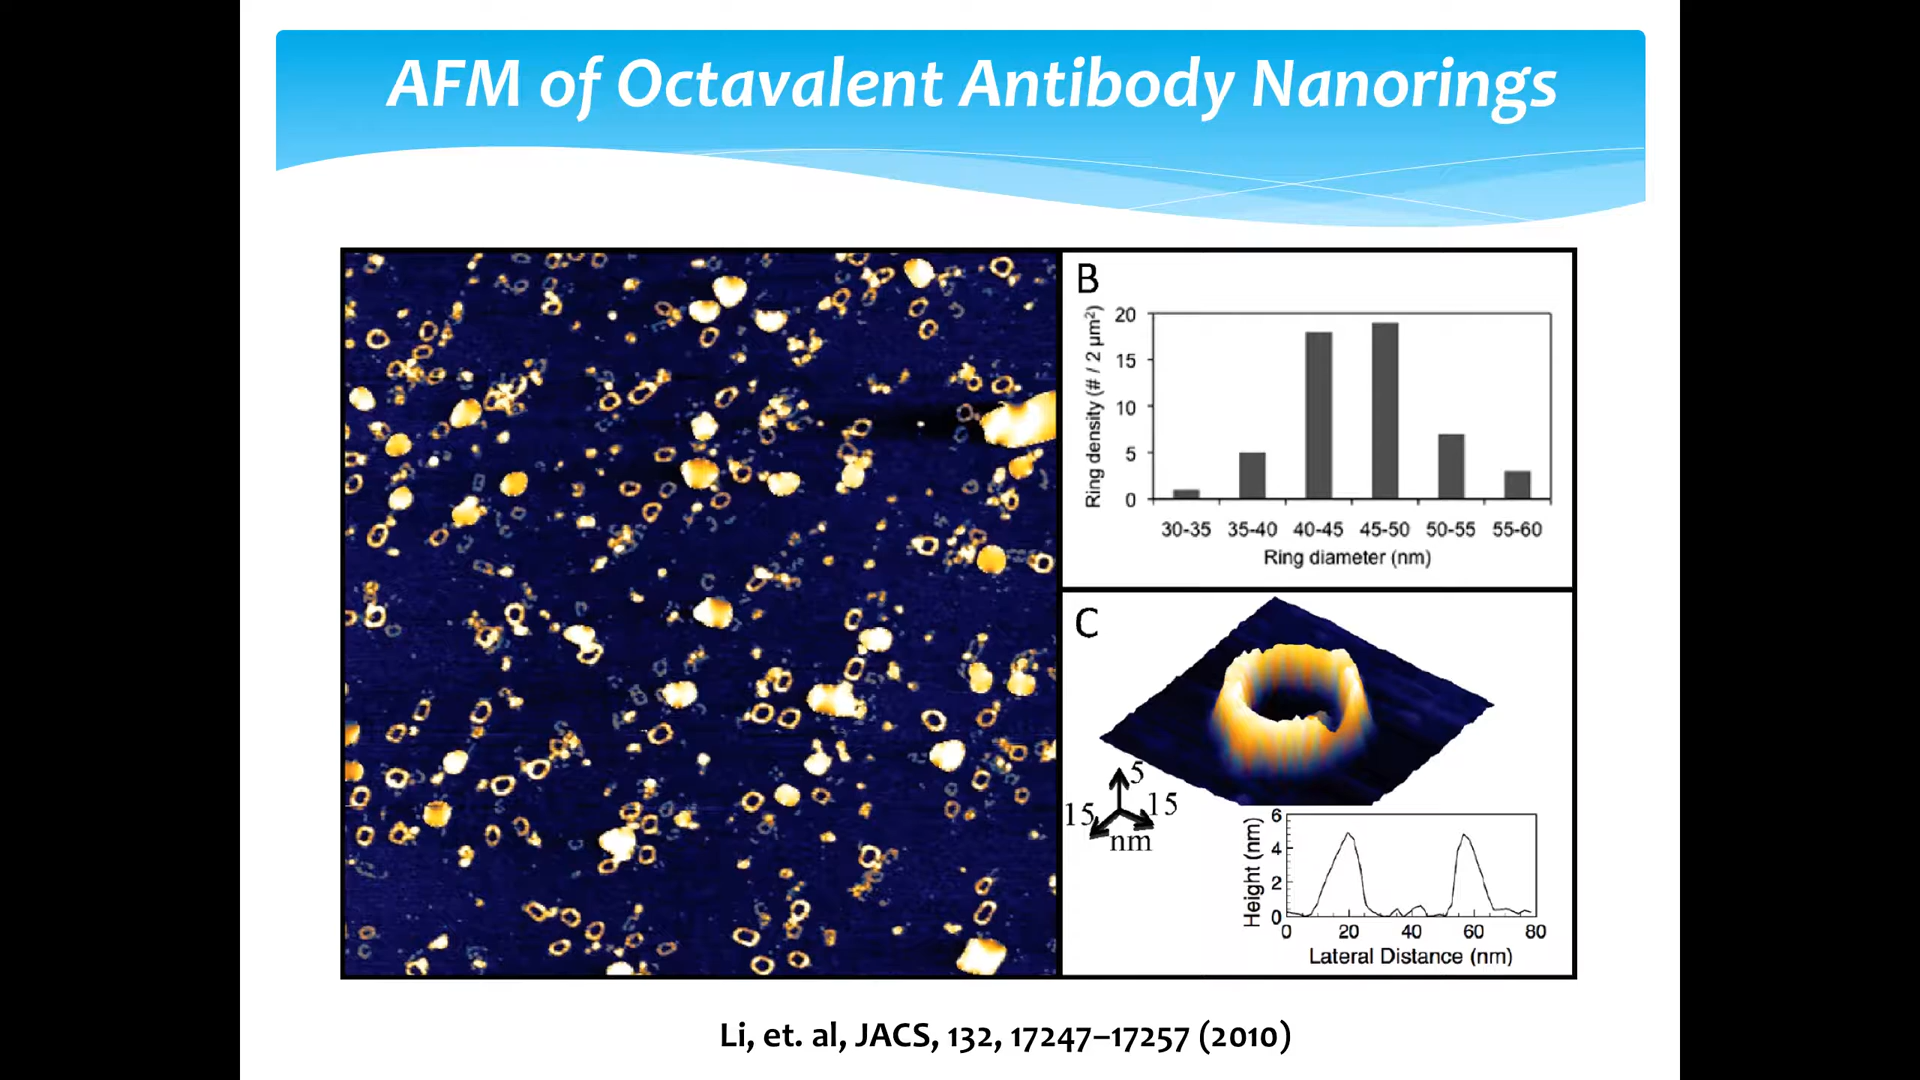 AFM of Octavalent Antibody Nanorings
B
Ring density (# / 2 μm²)
20
15
10
5
0
30-35 35-40 40-45 45-50 50-55 55-60
Ring diameter (nm)
C
5
15
15
nm
Height (nm)
6
4
2
0
0 20 40 60 80
Lateral Distance (nm)
Li, et. al, JACS, 132, 17247–17257 (2010)